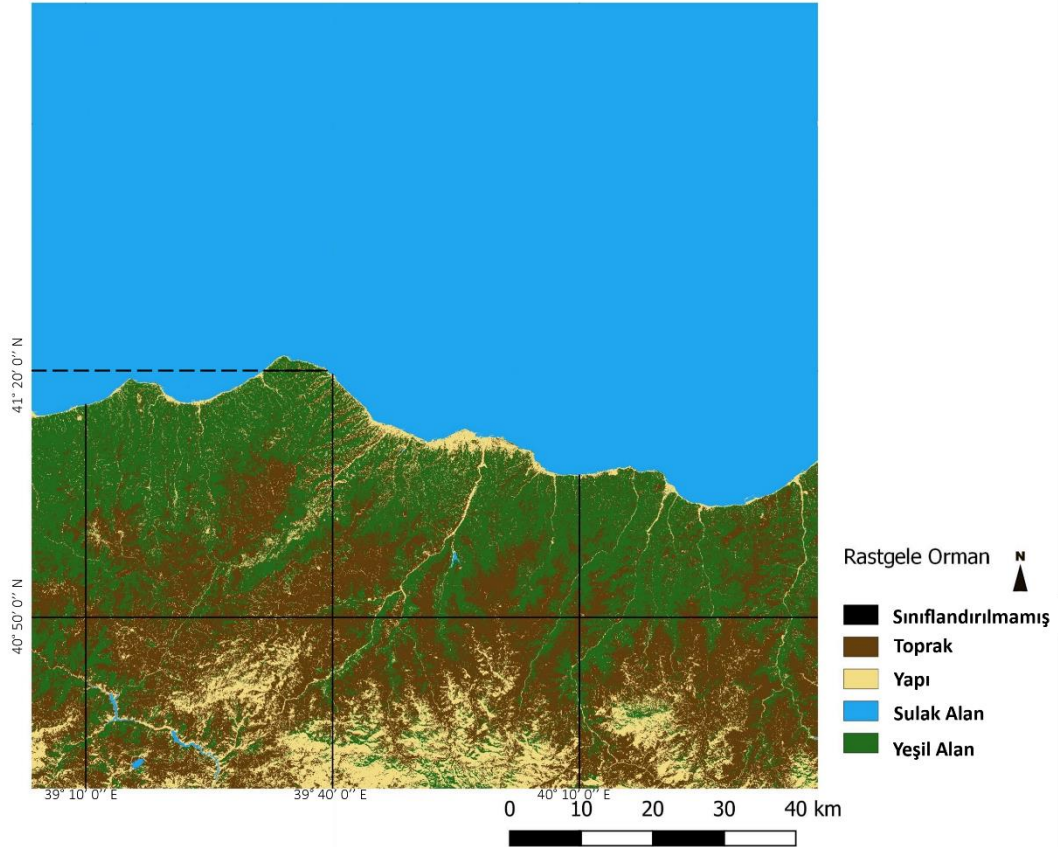 41° 20′ 0′′ N
40° 50′ 0′′ N
39° 10′ 0′′ E
39° 40′ 0′′ E
40° 10′ 0′′ E
Rastgele Orman
N
Sınıflandırılmamış
Toprak
Yapı
Sulak Alan
Yeşil Alan
0 10 20 30 40 km